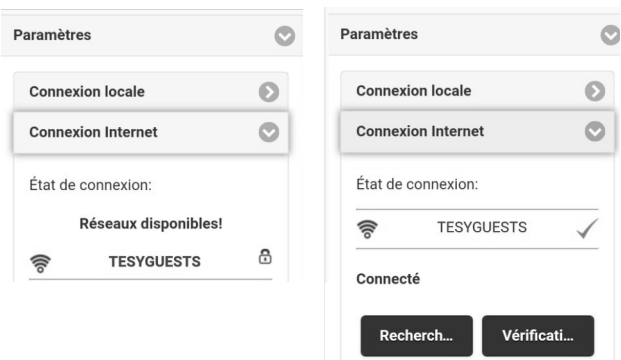 Paramètres
Connexion locale
Connexion Internet
État de connexion:
Réseaux disponibles!
TESYGUESTS
Paramètres
Connexion locale
Connexion Internet
État de connexion:
TESYGUESTS
Connecté
Recherch...
Vérificati...